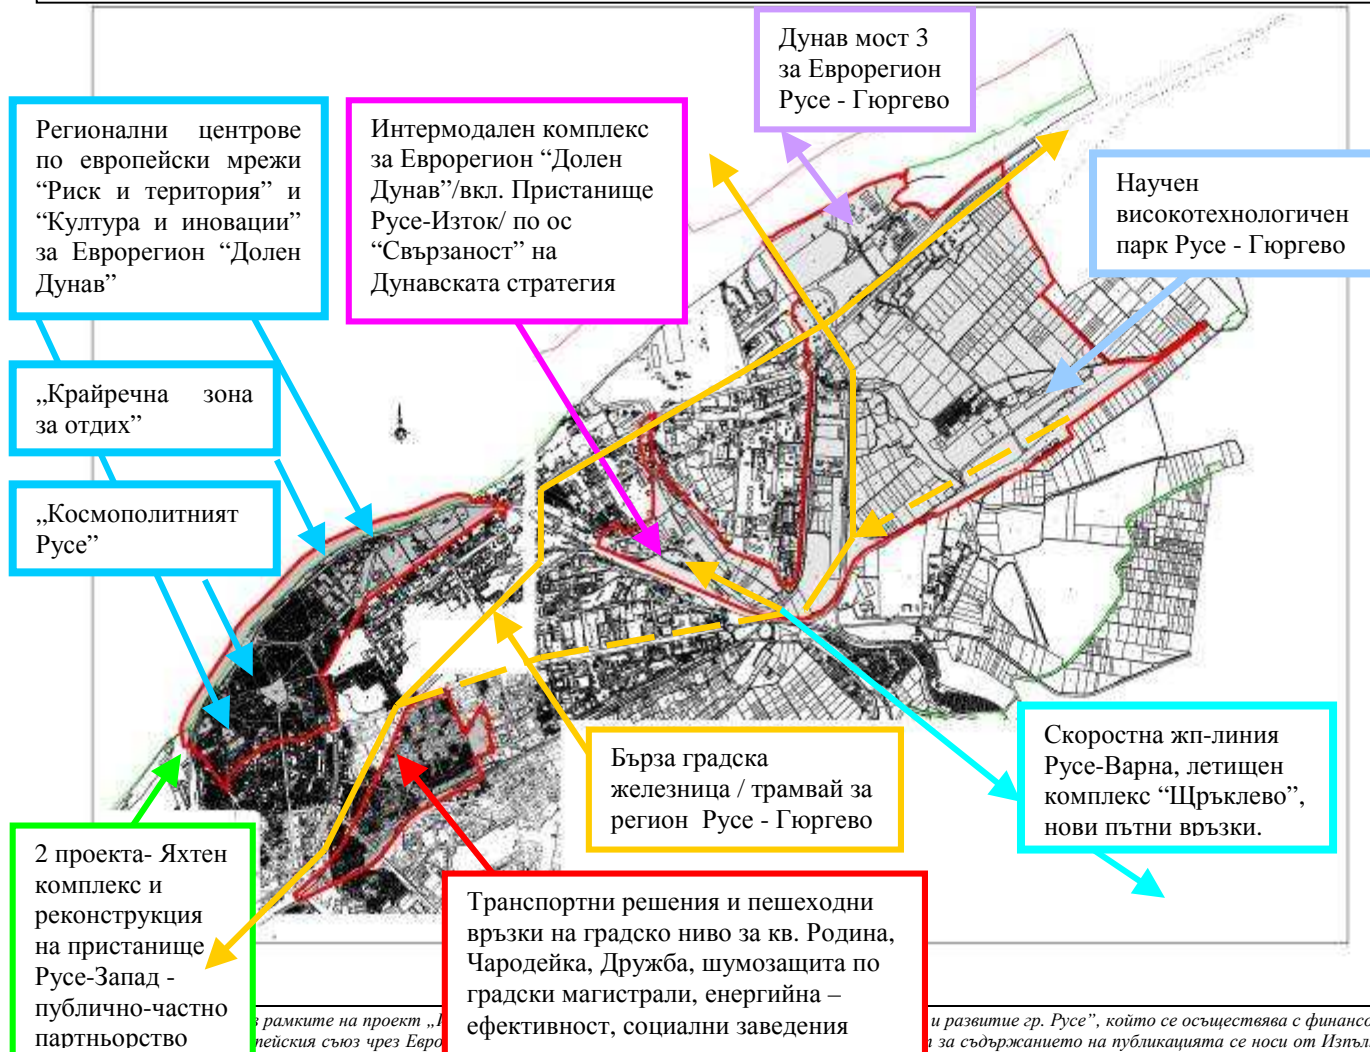 Дунав мост 3
за Еврорегион
Русе - Гюргево
Регионални центрове
по европейски мрежи
“Риск и територия” и
“Култура и иновации”
за Еврорегион “Долен
Дунав”
Интермодален комплекс
за Еврорегион “Долен
Дунав”/вкл. Пристанище
Русе-Изток/ по ос
“Свързаност” на
Дунавската стратегия
Научен
високотехнологичен
парк Русе - Гюргево
„Крайречна зона
за отдих”
„Космополитният
Русе”
Бърза градска
железница / трамвай за
регион Русе - Гюргево
Скоростна жп-линия
Русе-Варна, летищен
комплекс “Щръклево”,
нови пътни връзки.
2 проекта- Яхтен
комплекс и
реконструкция
на пристанище
Русе-Запад -
публично-частно
партньорство
Транспортни решения и пешеходни
връзки на градско ниво за кв. Родина,
Чародейка, Дружба, шумозащита по
градски магистрали, енергийна –
ефективност, социални заведения
в рамките на проект „ и развитие гр. Русе”, който се осъществява с финансо
пейския съюз чрез Евро за съдържанието на публикацията се носи от Изпъл